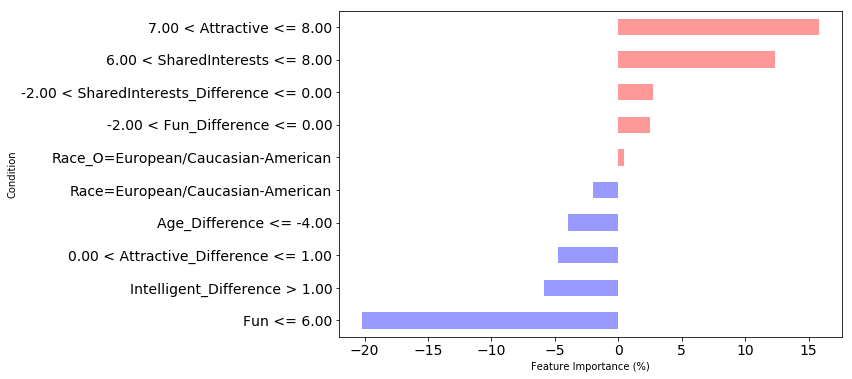 7.00 < Attractive <= 8.00
6.00 < SharedInterests <= 8.00
-2.00 < SharedInterests_Difference <= 0.00
-2.00 < Fun_Difference <= 0.00
Race_O=European/Caucasian-American
Race=European/Caucasian-American
Age_Difference <= -4.00
0.00 < Attractive_Difference <= 1.00
Intelligent_Difference > 1.00
Fun <= 6.00
Condition
−20 −15 −10 −5 0 5 10 15
Feature Importance (%)